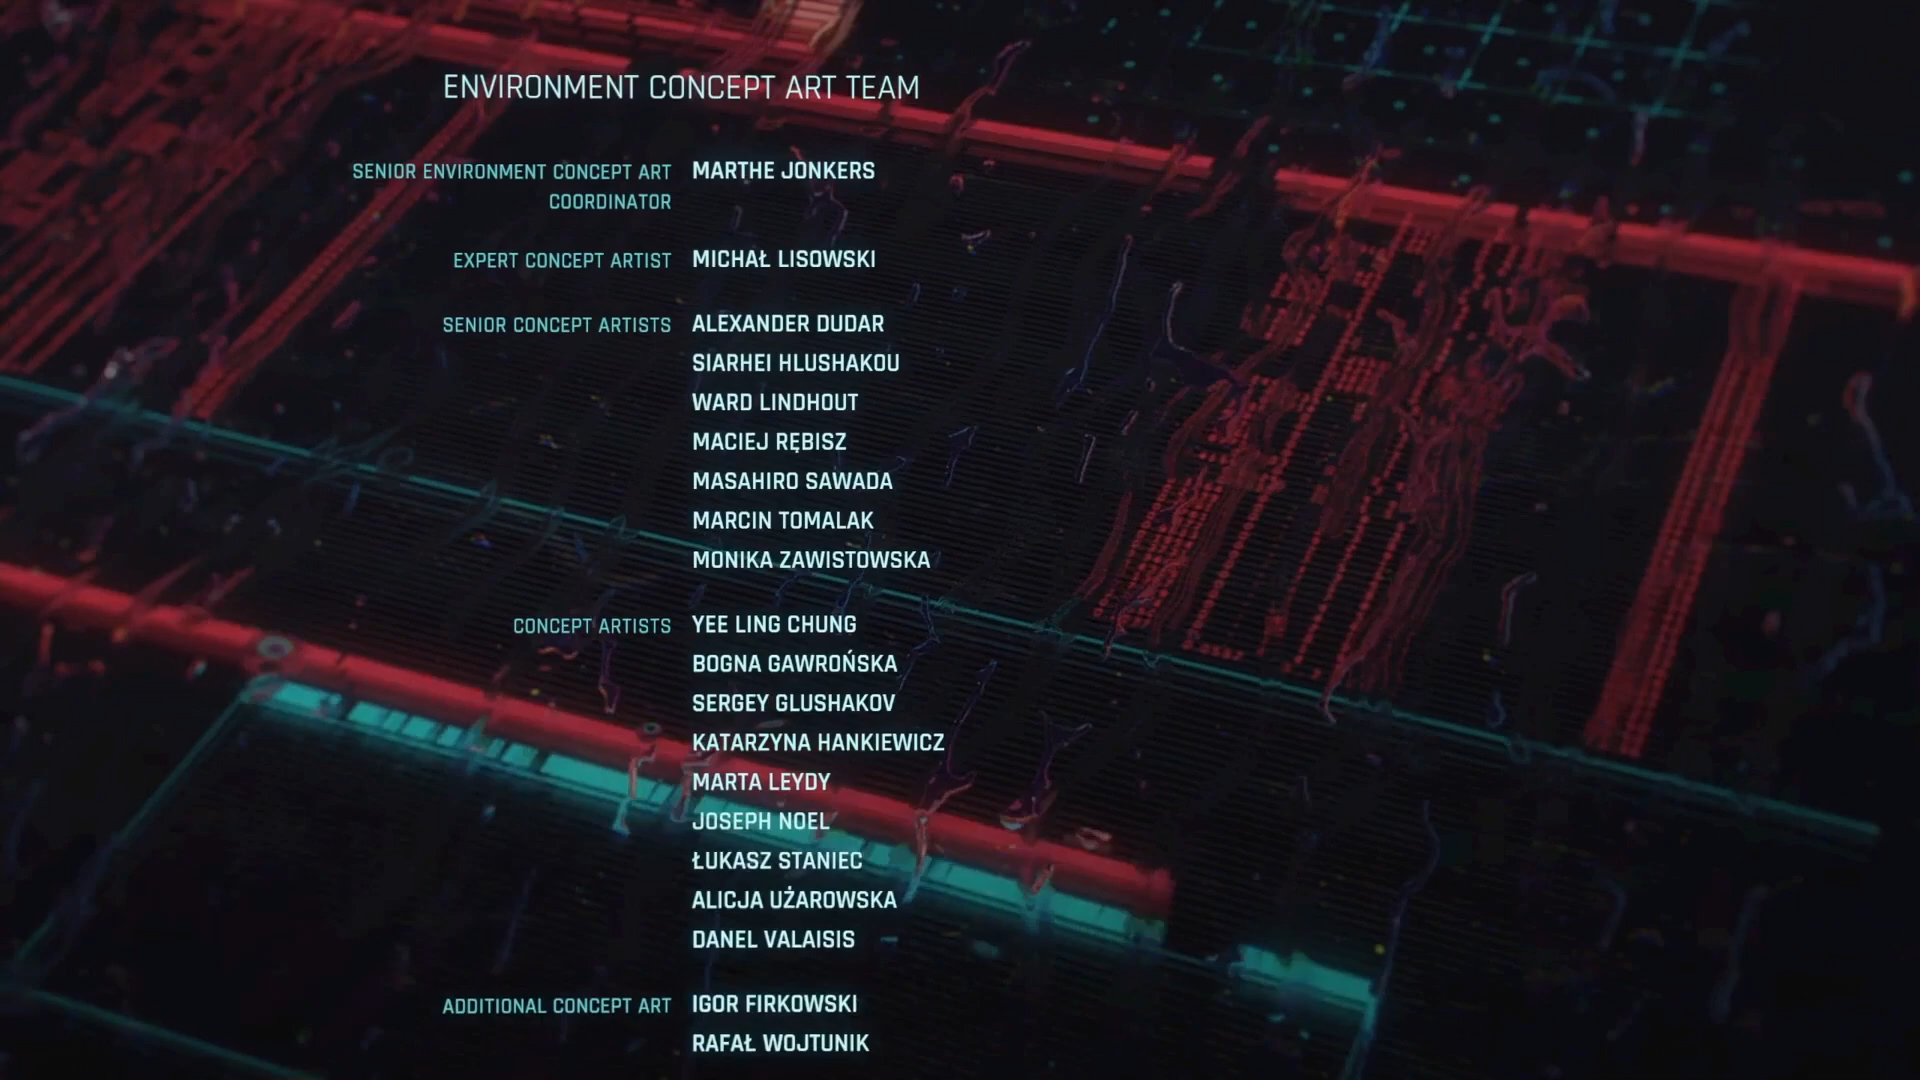 ENVIRONMENT CONCEPT ART TEAM
SENIOR ENVIRONMENT CONCEPT ART COORDINATOR MARTHE JONKERS
EXPERT CONCEPT ARTIST MICHAŁ LISOWSKI
SENIOR CONCEPT ARTISTS ALEXANDER DUDAR
SIARHEI HLUSHAKOU
WARD LINDHOUT
MACIEJ RĘBISZ
MASAHIRO SAWADA
MARCIN TOMALAK
MONIKA ZAWISTOWSKA
CONCEPT ARTISTS YEE LING CHUNG
BOGNA GAWROŃSKA
SERGEY GLUSHAKOV
KATARZYNA HANKIEWICZ
MARTA LEYDY
JOSEPH NOEL
ŁUKASZ STANIEC
ALICJA UŻAROWSKA
DANEL VALAISIS
ADDITIONAL CONCEPT ART IGOR FIRKOWSKI
RAFAŁ WOJTUNIK